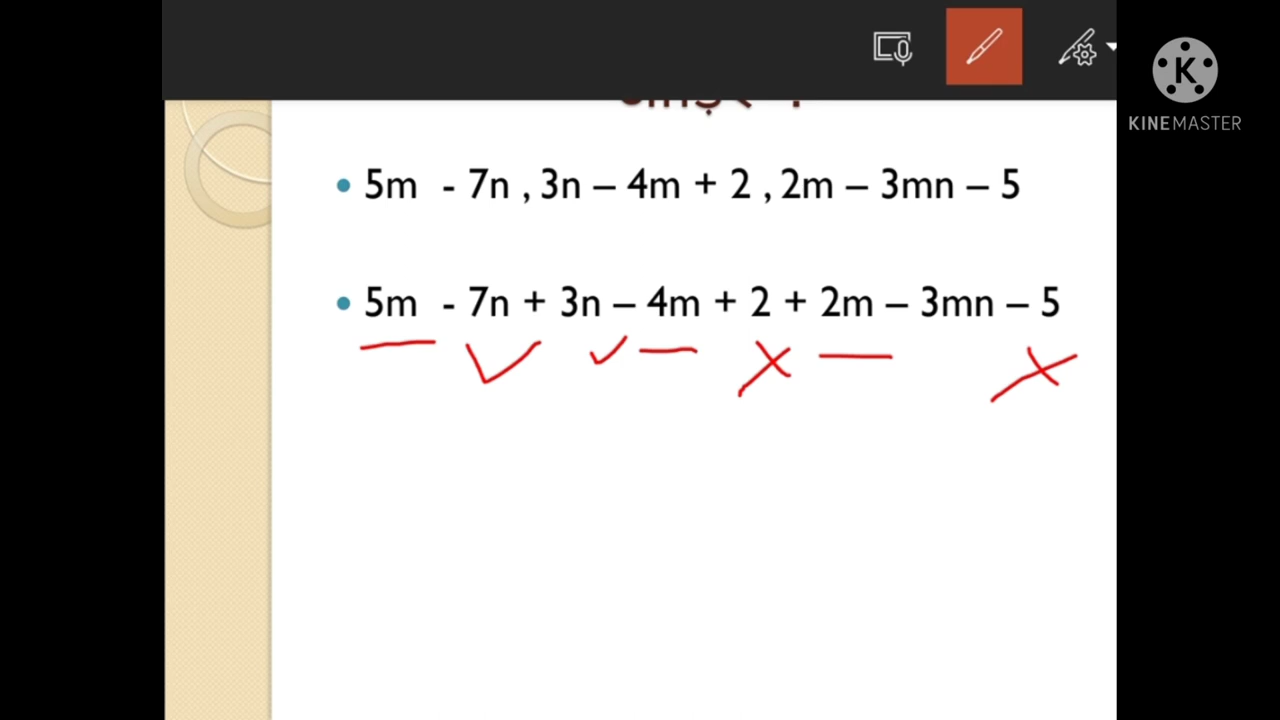 K
KINEMASTER
5m - 7n , 3n – 4m + 2 , 2m – 3mn – 5
5m - 7n + 3n – 4m + 2 + 2m – 3mn – 5